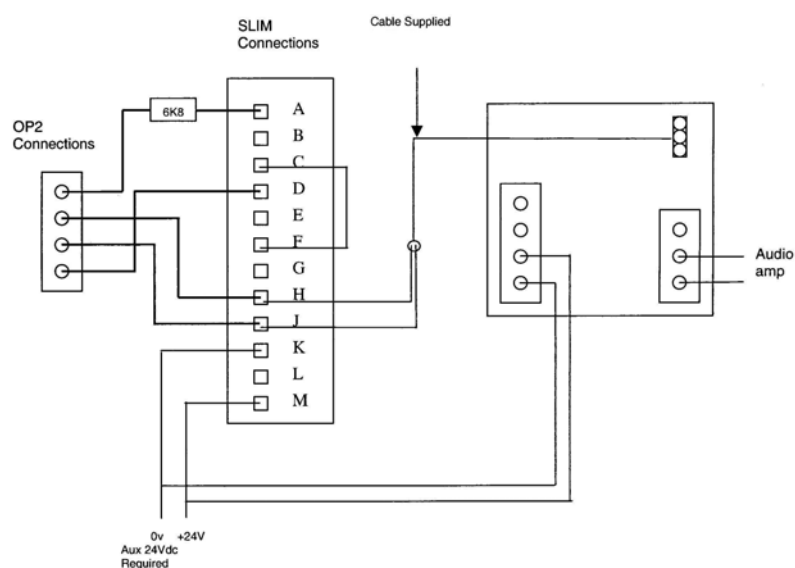 SLIM
Connections
Cable Supplied
6K8
OP2
Connections
A
B
C
D
E
F
G
H
J
K
L
M
Audio
amp
0v +24V
Aux 24Vdc
Required